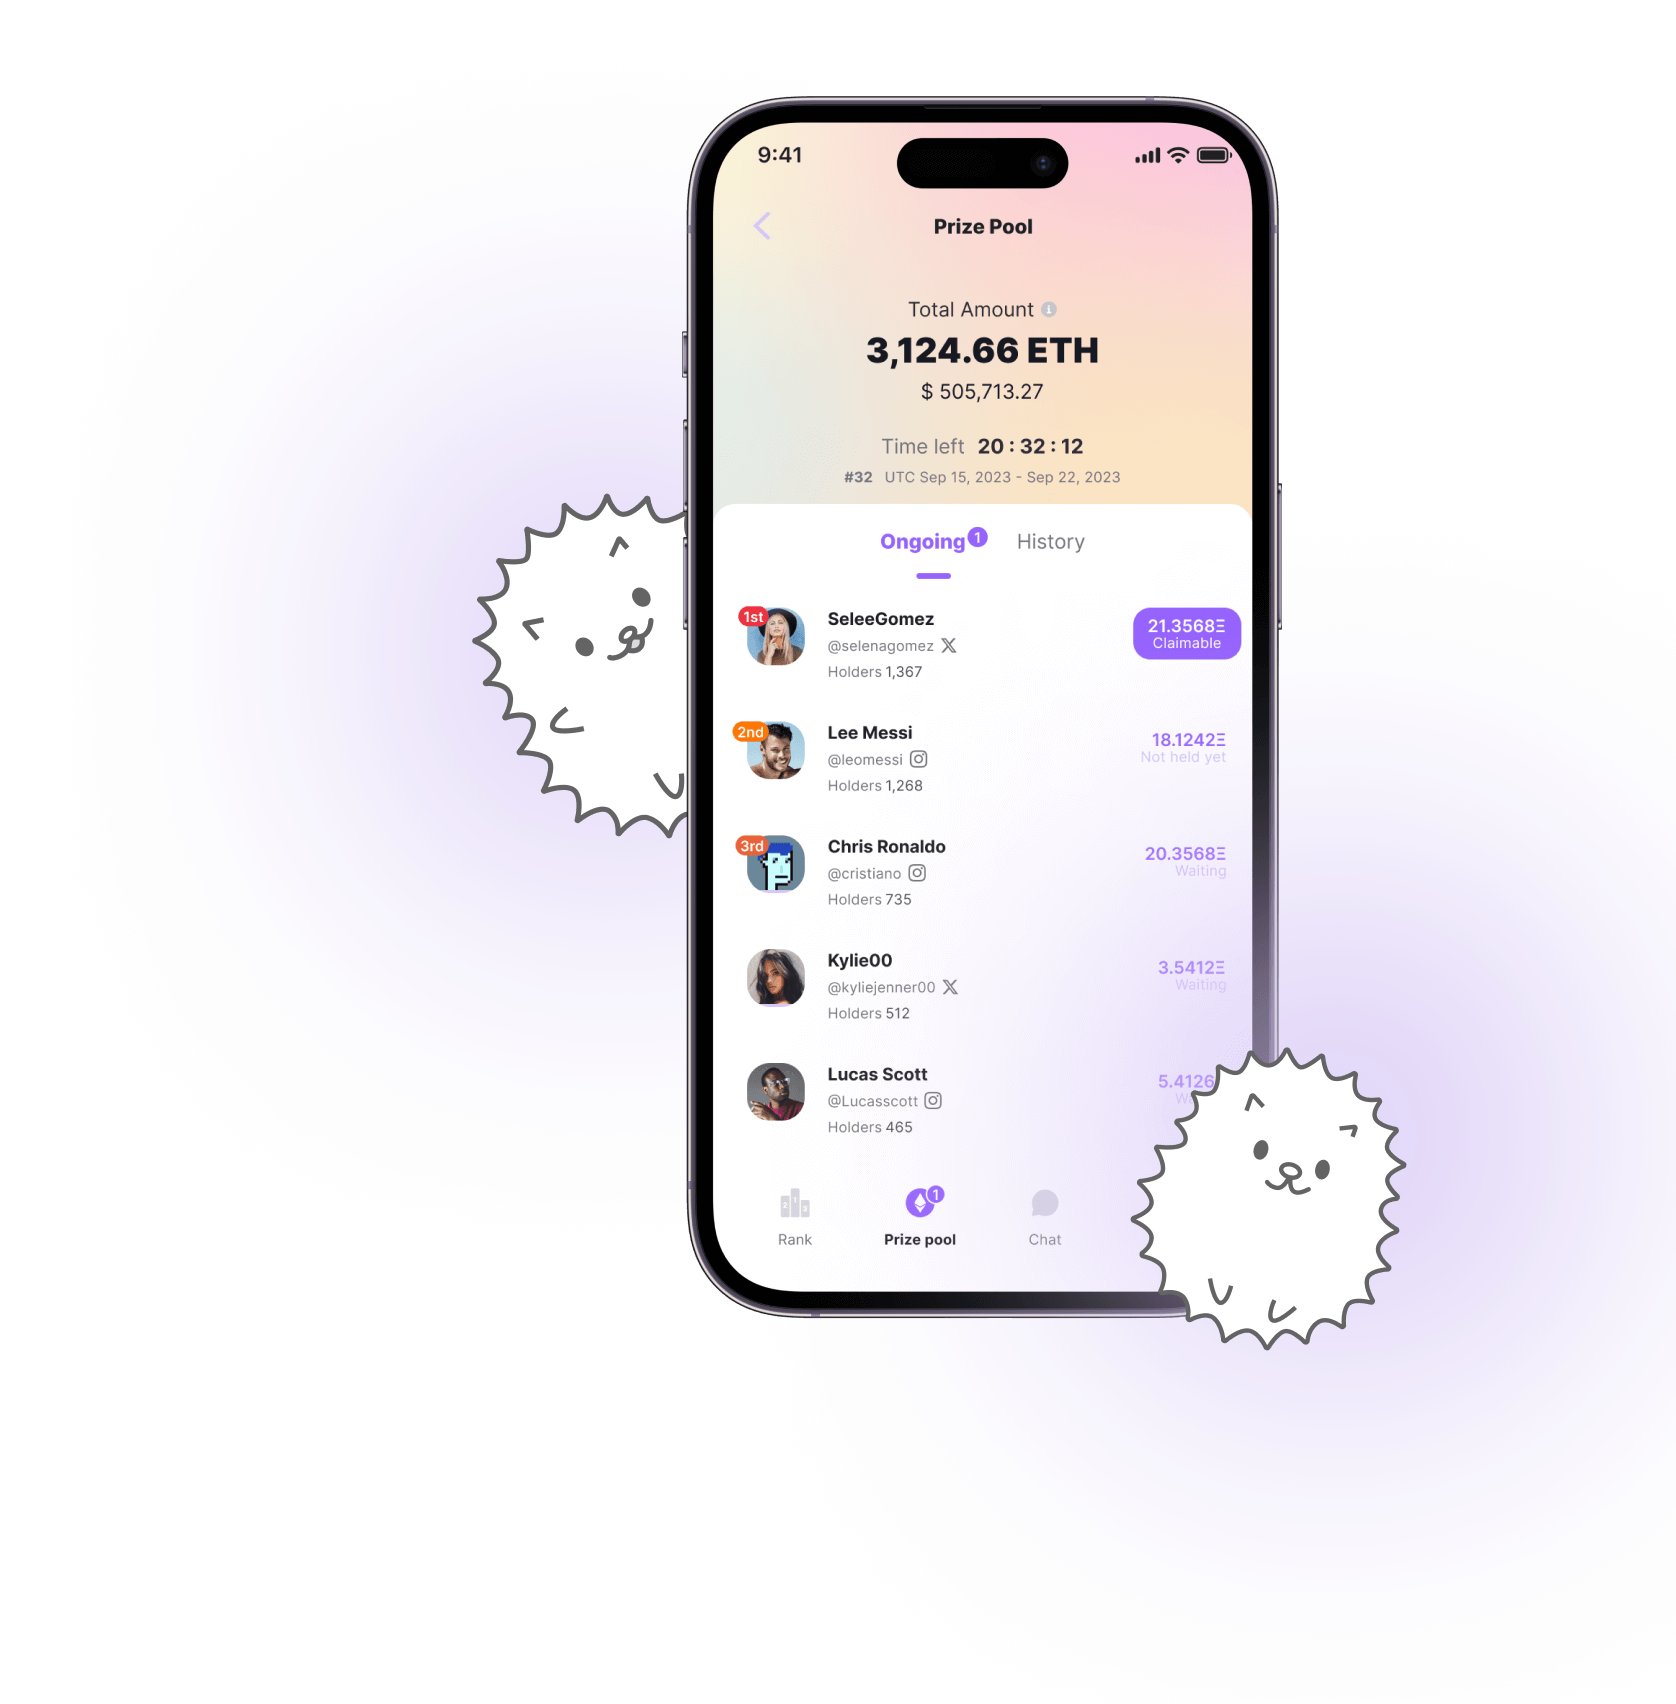 9:41
Prize Pool
Total Amount
3,124.66 ETH
$ 505,713.27
Time left 20 : 32 : 12
#32 UTC Sep 15, 2023 - Sep 22, 2023
Ongoing 1 History
1st
SeleeGomez
@selenagomez
Holders 1,367
21.3568Ξ
Claimable
2nd
Lee Messi
@leomessi
Holders 1,268
18.1242Ξ
Not held yet
3rd
Chris Ronaldo
@cristiano
Holders 735
20.3568Ξ
Waiting
Kylie00
@kyliejenner00
Holders 512
3.5412Ξ
Waiting
Lucas Scott
@Lucasscott
Holders 465
5.4126
1
Rank
Prize pool
Chat